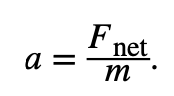 a = F_net / m.